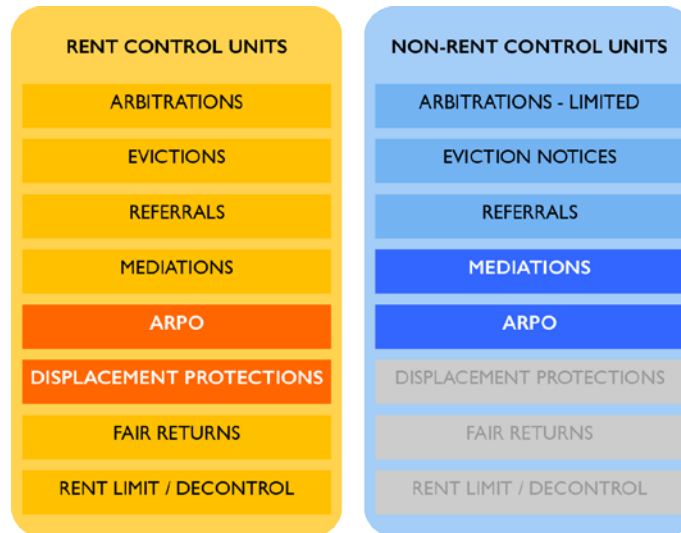 RENT CONTROL UNITS
ARBITRATIONS
EVICTIONS
REFERRALS
MEDIATIONS
ARPO
DISPLACEMENT PROTECTIONS
FAIR RETURNS
RENT LIMIT / DECONTROL
NON-RENT CONTROL UNITS
ARBITRATIONS - LIMITED
EVICTION NOTICES
REFERRALS
MEDIATIONS
ARPO
DISPLACEMENT PROTECTIONS
FAIR RETURNS
RENT LIMIT / DECONTROL